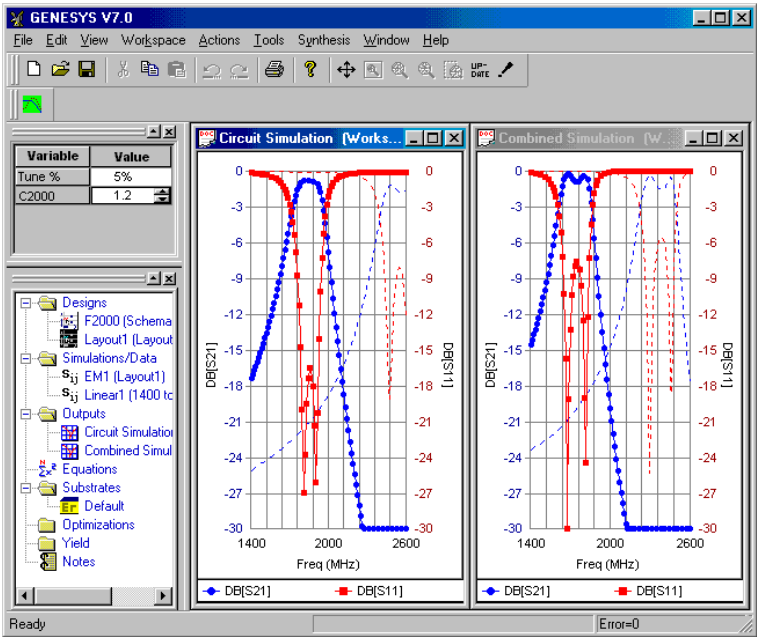 GENESYS V7.0
File Edit View Workspace Actions Tools Synthesis Window Help
UP-
DATE
Variable Value
Tune % 5%
C2000 1.2
Designs
F2000 (Schema
Layout1 (Layout
Simulations/Data
Sij EM1 (Layout1)
Sij Linear1 (1400 to
Outputs
Circuit Simulation
Combined Simul
Equations
Substrates
Er Default
Optimizations
Yield
Notes
DOC Circuit Simulation (Works...
0 0
-3 -3
-6 -6
-9 -9
-12 -12
-15 -15
-18 -18
-21 -21
-24 -24
-27 -27
-30 -30
DB[S21]
DB[S11]
1400 2000 2600
Freq (MHz)
DB[S21] DB[S11]
DOC Combined Simulation (W...
0 0
-3 -3
-6 -6
-9 -9
-12 -12
-15 -15
-18 -18
-21 -21
-24 -24
-27 -27
-30 -30
DB[S21]
DB[S11]
1400 2000 2600
Freq (MHz)
DB[S21] DB[S11]
Ready Error=0